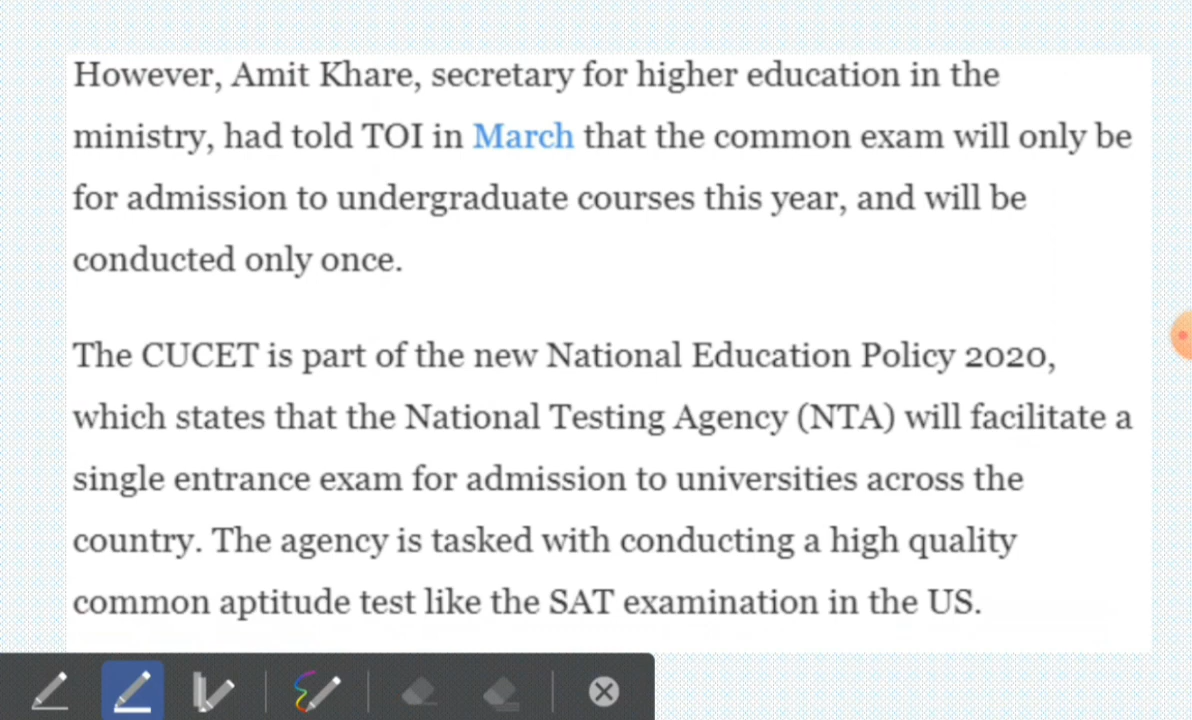 However, Amit Khare, secretary for higher education in the
ministry, had told TOI in March that the common exam will only be
for admission to undergraduate courses this year, and will be
conducted only once.
The CUCET is part of the new National Education Policy 2020,
which states that the National Testing Agency (NTA) will facilitate a
single entrance exam for admission to universities across the
country. The agency is tasked with conducting a high quality
common aptitude test like the SAT examination in the US.